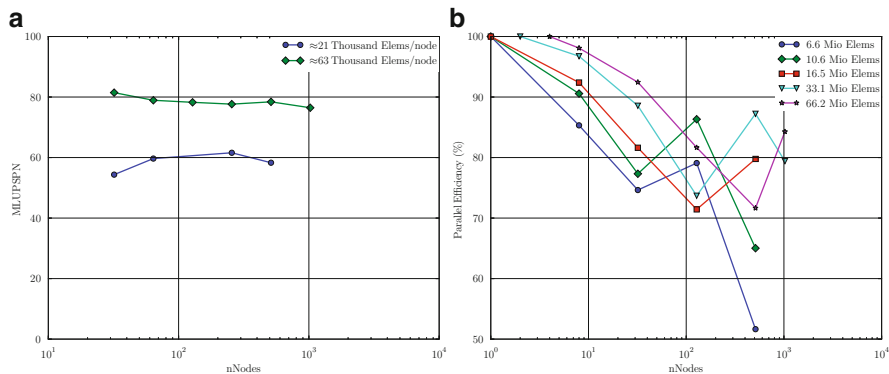 a
100
80
60
40
20
0
MLUPSPN
≈21 Thousand Elems/node
≈63 Thousand Elems/node
10^1
10^2
10^3
10^4
nNodes
b
100
90
80
70
60
50
Parallel Efficiency (%)
6.6 Mio Elems
10.6 Mio Elems
16.5 Mio Elems
33.1 Mio Elems
66.2 Mio Elems
10^0
10^1
10^2
10^3
10^4
nNodes